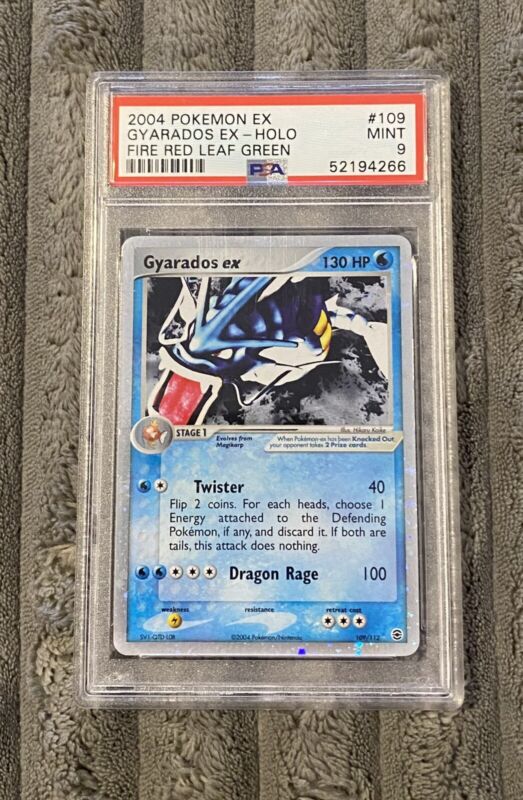 2004 POKEMON EX #109
GYARADOS EX-HOLO MINT
FIRE RED LEAF GREEN 9
PSA 52194266
Gyarados ex 130 HP
Illus. Hikaru Koike
STAGE 1
Evolves from
Magikarp
When Pokémon-ex has been Knocked Out,
your opponent takes 2 Prize cards.
Twister 40
Flip 2 coins. For each heads, choose 1
Energy attached to the Defending
Pokémon, if any, and discard it. If both are
tails, this attack does nothing.
Dragon Rage 100
weakness resistance retreat cost
©2004 Pokémon/Nintendo 109/112